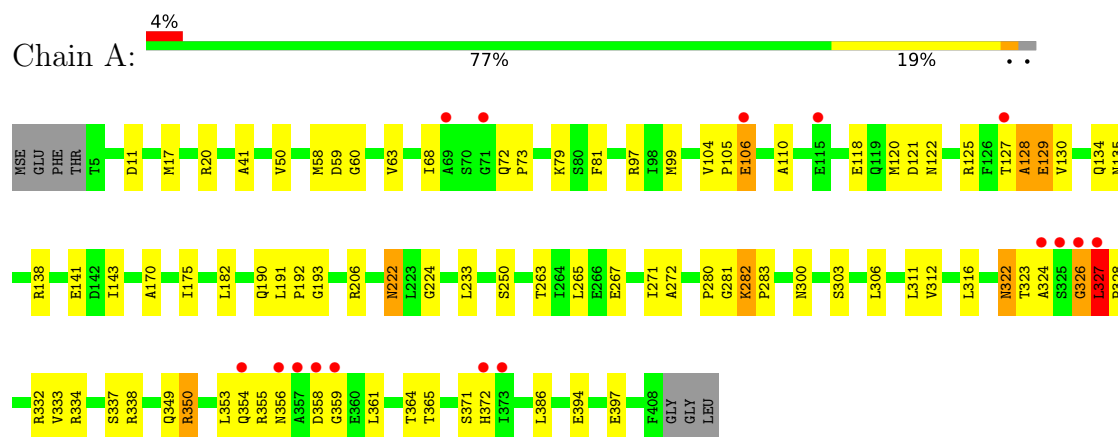 4%
Chain A:
77% 19% • •
MSE GLU PHE THR T5 D11 M17 R20 A41 V50 M58 D59 G60 V63 I68 A69 S70 G71 Q72 P73 K79 S80 F81 R97 I98 M99 V104 P105 E106 A110 E115 E118 Q119 M120 D121 N122 R125 F126 T127 A128 E129 V130 Q134 N135
R138 E141 D142 I143 A170 I175 L182 Q190 L191 P192 G193 R206 N222 L223 G224 L233 S250 T263 I264 L265 E266 E267 I271 A272 P280 G281 K282 P283 N300 S303 L306 L311 V312 L316 N322 T323 A324 S325 G326 L327 P328
R332 V333 R334 S337 R338 Q349 R350 L353 Q354 R355 N356 A357 D358 G359 E360 L361 T364 T365 S371 H372 I373 L386 E394 E397 F408 GLY GLY LEU